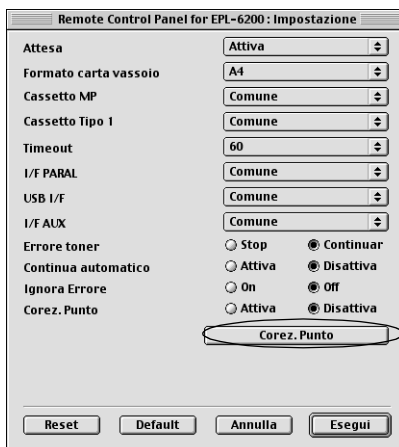 Remote Control Panel for EPL-6200 : Impostazione
Attesa Attiva
Formato carta vassoio A4
Cassetto MP Comune
Cassetto Tipo 1 Comune
Timeout 60
I/F PARAL Comune
USB I/F Comune
I/F AUX Comune
Errore toner Stop Continuar
Continua automatico Attiva Disattiva
Ignora Errore On Off
Corez. Punto Attiva Disattiva
Corez. Punto
Reset Default Annulla Esegui